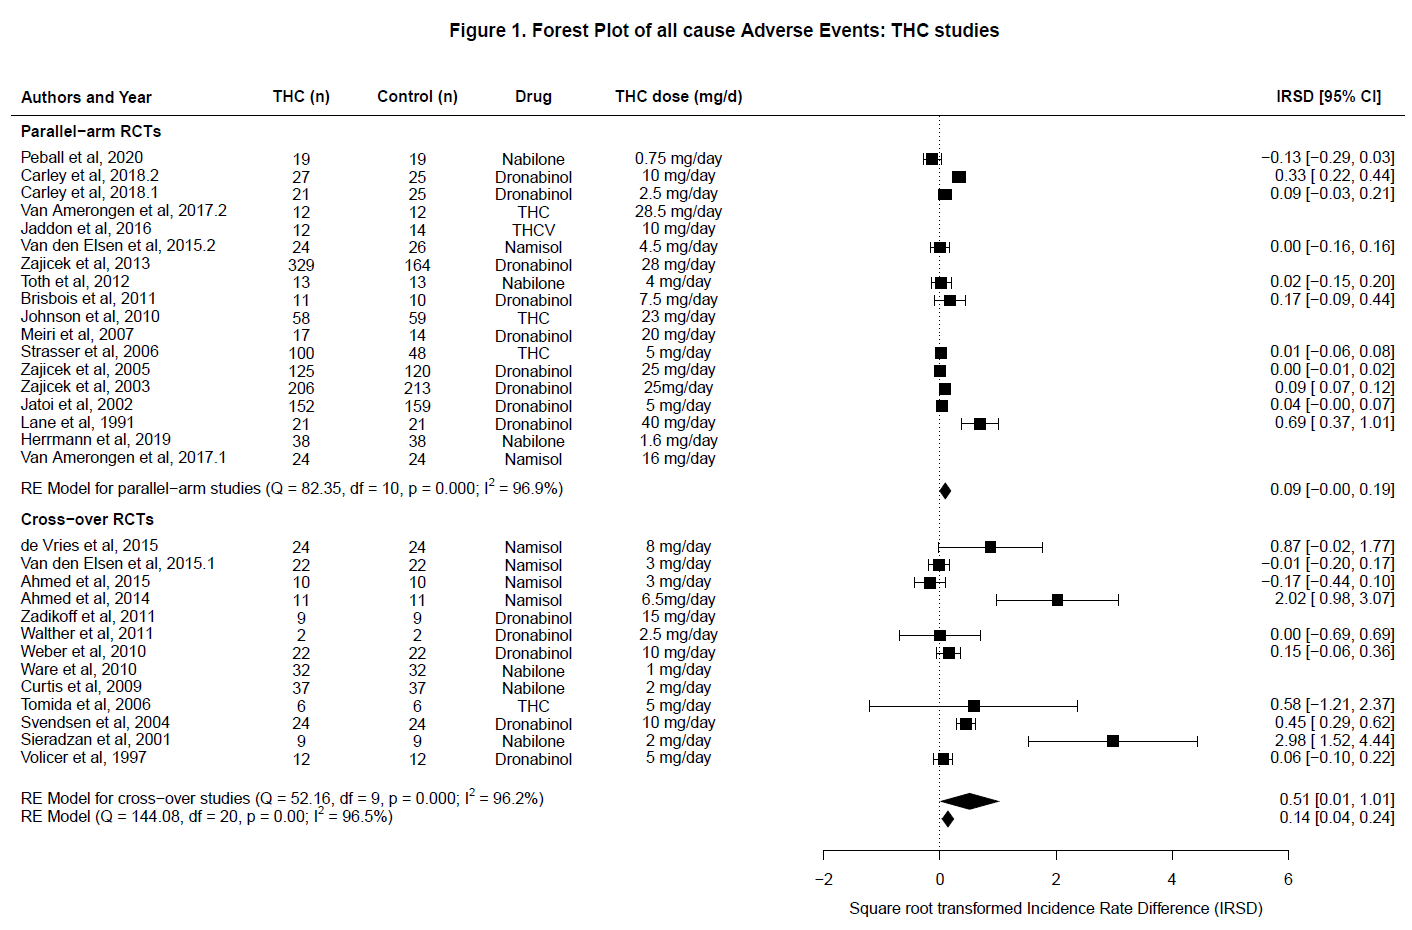 Figure 1. Forest Plot of all cause Adverse Events: THC studies
Authors and Year THC (n) Control (n) Drug THC dose (mg/d) IRSD [95% CI]
Parallel−arm RCTs
Peball et al, 2020 19 19 Nabilone 0.75 mg/day −0.13 [−0.29, 0.03]
Carley et al, 2018.2 27 25 Dronabinol 10 mg/day 0.33 [ 0.22, 0.44]
Carley et al, 2018.1 21 25 Dronabinol 2.5 mg/day 0.09 [−0.03, 0.21]
Van Amerongen et al, 2017.2 12 12 THC 28.5 mg/day
Jaddon et al, 2016 12 14 THCV 10 mg/day
Van den Elsen et al, 2015.2 24 26 Namisol 4.5 mg/day 0.00 [−0.16, 0.16]
Zajicek et al, 2013 329 164 Dronabinol 28 mg/day
Toth et al, 2012 13 13 Nabilone 4 mg/day 0.02 [−0.15, 0.20]
Brisbois et al, 2011 11 10 Dronabinol 7.5 mg/day 0.17 [−0.09, 0.44]
Johnson et al, 2010 58 59 THC 23 mg/day
Meiri et al, 2007 17 14 Dronabinol 20 mg/day
Strasser et al, 2006 100 48 THC 5 mg/day 0.01 [−0.06, 0.08]
Zajicek et al, 2005 125 120 Dronabinol 25 mg/day 0.00 [−0.01, 0.02]
Zajicek et al, 2003 206 213 Dronabinol 25mg/day 0.09 [ 0.07, 0.12]
Jatoi et al, 2002 152 159 Dronabinol 5 mg/day 0.04 [−0.00, 0.07]
Lane et al, 1991 21 21 Dronabinol 40 mg/day 0.69 [ 0.37, 1.01]
Herrmann et al, 2019 38 38 Nabilone 1.6 mg/day
Van Amerongen et al, 2017.1 24 24 Namisol 16 mg/day
RE Model for parallel−arm studies (Q = 82.35, df = 10, p = 0.000; I² = 96.9%) 0.09 [−0.00, 0.19]
Cross−over RCTs
de Vries et al, 2015 24 24 Namisol 8 mg/day 0.87 [−0.02, 1.77]
Van den Elsen et al, 2015.1 22 22 Namisol 3 mg/day −0.01 [−0.20, 0.17]
Ahmed et al, 2015 10 10 Namisol 3 mg/day −0.17 [−0.44, 0.10]
Ahmed et al, 2014 11 11 Namisol 6.5mg/day 2.02 [ 0.98, 3.07]
Zadikoff et al, 2011 9 9 Dronabinol 15 mg/day
Walther et al, 2011 2 2 Dronabinol 2.5 mg/day 0.00 [−0.69, 0.69]
Weber et al, 2010 22 22 Dronabinol 10 mg/day 0.15 [−0.06, 0.36]
Ware et al, 2010 32 32 Nabilone 1 mg/day
Curtis et al, 2009 37 37 Nabilone 2 mg/day
Tomida et al, 2006 6 6 THC 5 mg/day 0.58 [−1.21, 2.37]
Svendsen et al, 2004 24 24 Dronabinol 10 mg/day 0.45 [ 0.29, 0.62]
Sieradzan et al, 2001 9 9 Nabilone 2 mg/day 2.98 [ 1.52, 4.44]
Volicer et al, 1997 12 12 Dronabinol 5 mg/day 0.06 [−0.10, 0.22]
RE Model for cross−over studies (Q = 52.16, df = 9, p = 0.000; I² = 96.2%) 0.51 [0.01, 1.01]
RE Model (Q = 144.08, df = 20, p = 0.00; I² = 96.5%) 0.14 [0.04, 0.24]
−2 0 2 4 6
Square root transformed Incidence Rate Difference (IRSD)